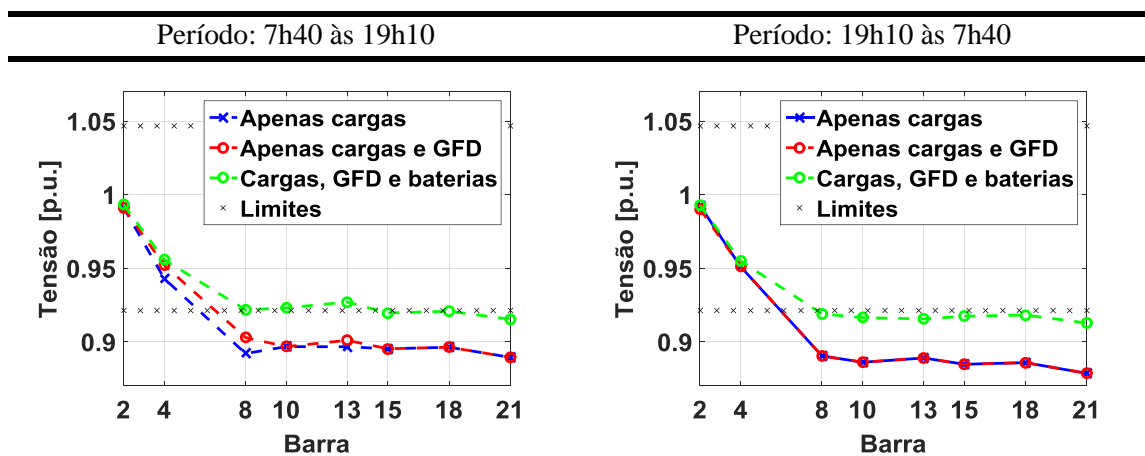 Período: 7h40 às 19h10
Período: 19h10 às 7h40
Tensão [p.u.]
1.05
1
0.95
0.9
Apenas cargas
Apenas cargas e GFD
Cargas, GFD e baterias
Limites
2 4 8 10 13 15 18 21
Barra
Tensão [p.u.]
1.05
1
0.95
0.9
Apenas cargas
Apenas cargas e GFD
Cargas, GFD e baterias
Limites
2 4 8 10 13 15 18 21
Barra